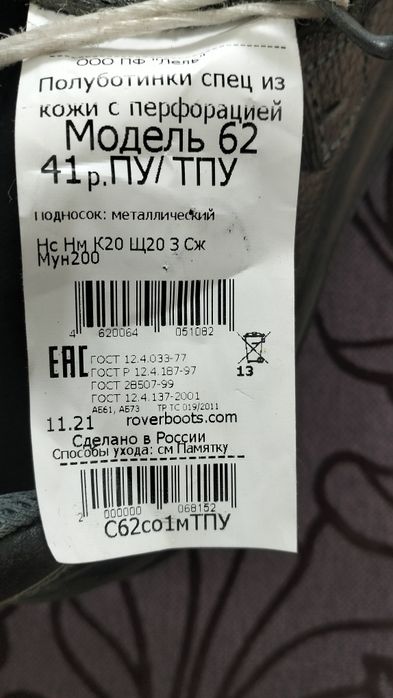 ООО ПФ "Лель"
Полуботинки спец из
кожи с перфорацией
Модель 62
41р.ПУ/ТПУ
Подносок: металлический
Нс Нм К20 Щ20 З Сж
Мун200
4 620064 051082
EAC
ГОСТ 12.4.033-77
ГОСТ Р 12.4.187-97
ГОСТ 28507-99
ГОСТ 12.4.137-2001
АБ61, АБ73 ТР ТС 019/2011
13
11.21 roverboots.com
Сделано в России
Способы ухода: см Памятку
2 000000 068152
С62со1мТПУ